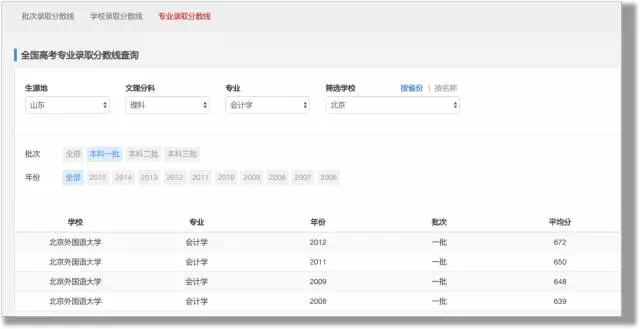 批次录取分数线 学校录取分数线 专业录取分数线
全国高考专业录取分数线查询
生源地 文理分科 专业 筛选学校 按省份 | 按名称
山东 理科 会计学 北京
批次 全部 本科一批 本科二批 本科三批
年份 全部 2015 2014 2013 2012 2011 2010 2009 2008 2007 2006
学校 专业 年份 批次 平均分
北京外国语大学 会计学 2012 一批 672
北京外国语大学 会计学 2011 一批 650
北京外国语大学 会计学 2009 一批 648
北京外国语大学 会计学 2008 一批 639